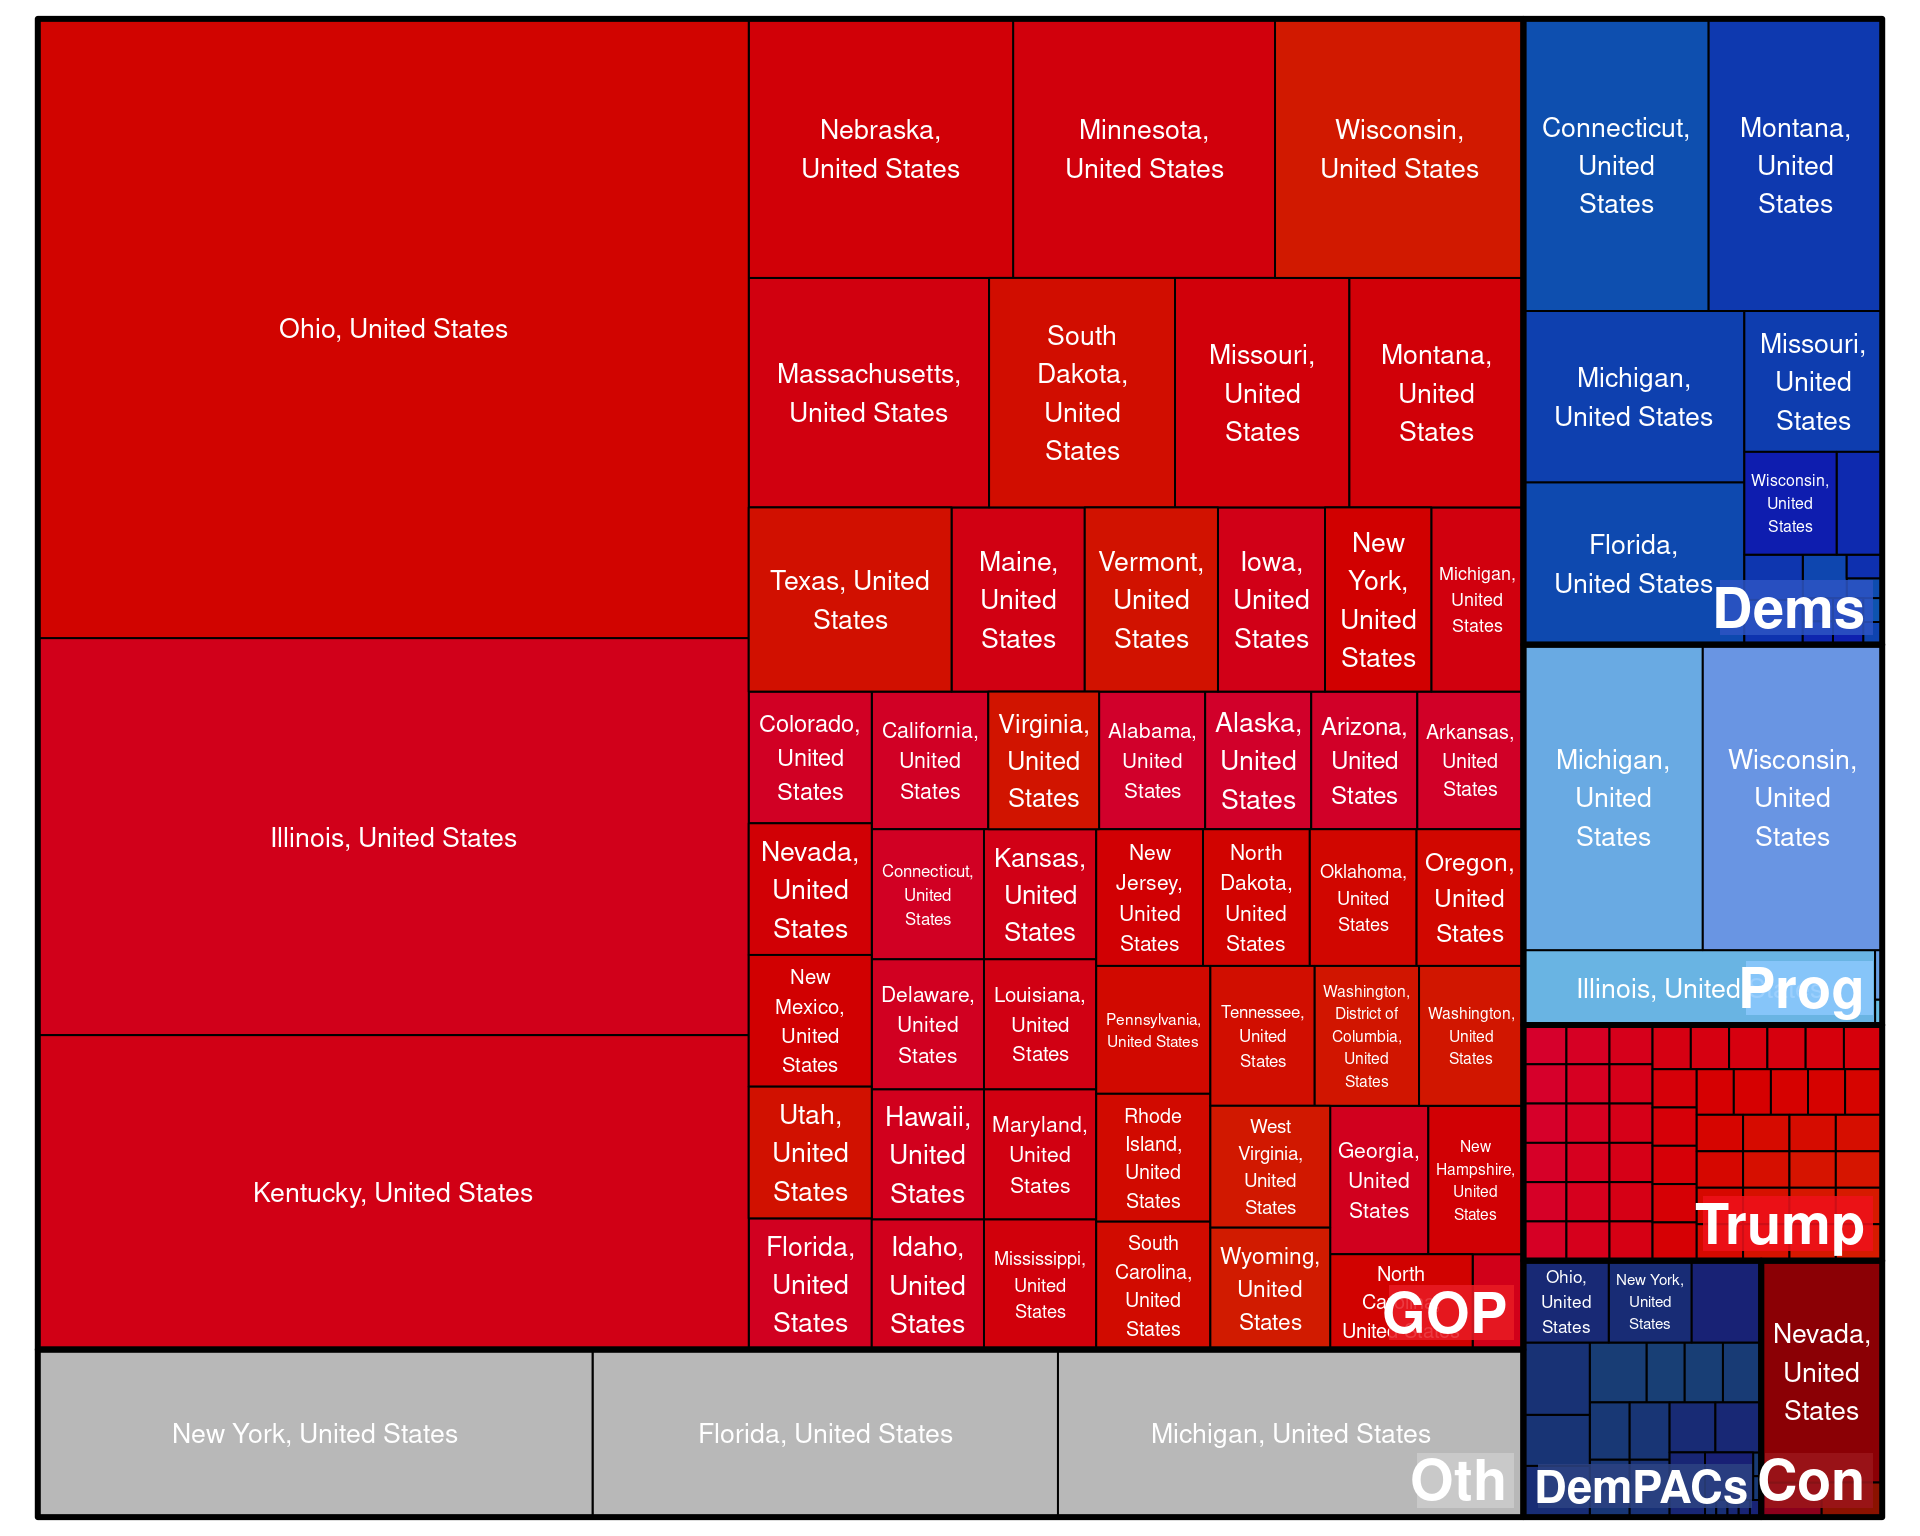 Ohio, United States
Illinois, United States
Kentucky, United States
Nebraska,
United States
Minnesota,
United States
Wisconsin,
United States
Massachusetts,
United States
South
Dakota,
United
States
Missouri,
United
States
Montana,
United
States
Texas, United
States
Maine,
United
States
Vermont,
United
States
Iowa,
United
States
New
York,
United
States
Michigan,
United
States
Colorado,
United
States
California,
United
States
Virginia,
United
States
Alabama,
United
States
Alaska,
United
States
Arizona,
United
States
Arkansas,
United
States
Nevada,
United
States
Connecticut,
United
States
Kansas,
United
States
New
Jersey,
United
States
North
Dakota,
United
States
Oklahoma,
United
States
Oregon,
United
States
New
Mexico,
United
States
Delaware,
United
States
Louisiana,
United
States
Pennsylvania,
United States
Tennessee,
United
States
Washington,
District of
Columbia,
United
States
Washington,
United
States
Utah,
United
States
Hawaii,
United
States
Maryland,
United
States
Rhode
Island,
United
States
West
Virginia,
United
States
Georgia,
United
States
New
Hampshire,
United
States
Florida,
United
States
Idaho,
United
States
Mississippi,
United
States
South
Carolina,
United
States
Wyoming,
United
States
North
Carolina,
United States
GOP
New York, United States
Florida, United States
Michigan, United States
Oth
Connecticut,
United
States
Montana,
United
States
Michigan,
United States
Missouri,
United
States
Wisconsin,
United
States
Florida,
United States
Dems
Michigan,
United
States
Wisconsin,
United
States
Illinois, United States
Prog
Trump
Ohio,
United
States
New York,
United
States
DemPACs
Nevada,
United
States
Con